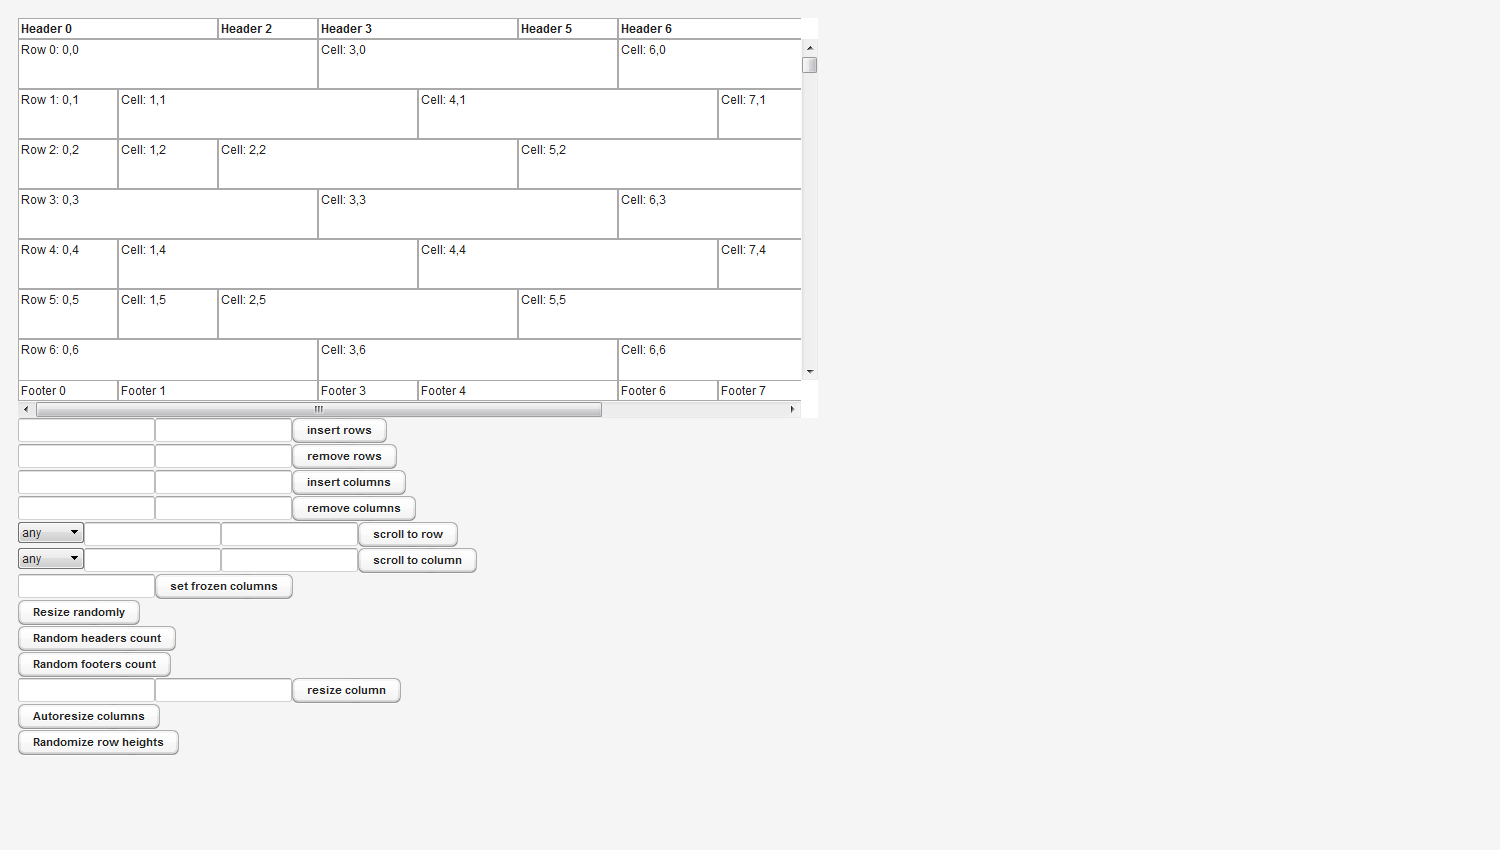 Header 0 Header 2 Header 3 Header 5 Header 6
Row 0: 0,0 Cell: 3,0 Cell: 6,0
Row 1: 0,1 Cell: 1,1 Cell: 4,1 Cell: 7,1
Row 2: 0,2 Cell: 1,2 Cell: 2,2 Cell: 5,2
Row 3: 0,3 Cell: 3,3 Cell: 6,3
Row 4: 0,4 Cell: 1,4 Cell: 4,4 Cell: 7,4
Row 5: 0,5 Cell: 1,5 Cell: 2,5 Cell: 5,5
Row 6: 0,6 Cell: 3,6 Cell: 6,6
Footer 0 Footer 1 Footer 3 Footer 4 Footer 6 Footer 7
insert rows
remove rows
insert columns
remove columns
any scroll to row
any scroll to column
set frozen columns
Resize randomly
Random headers count
Random footers count
resize column
Autoresize columns
Randomize row heights